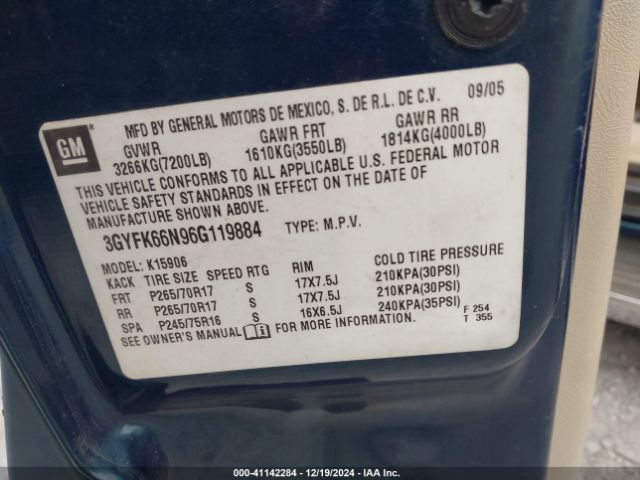 GM
MFD BY GENERAL MOTORS DE MEXICO, S. DE R.L. DE C.V. 09/05
GVWR GAWR FRT GAWR RR
3266KG(7200LB) 1610KG(3550LB) 1814KG(4000LB)
THIS VEHICLE CONFORMS TO ALL APPLICABLE U.S. FEDERAL MOTOR
VEHICLE SAFETY STANDARDS IN EFFECT ON THE DATE OF
MANUFACTURE SHOWN ABOVE.
3GYFK66N96G119884 TYPE: M.P.V.
MODEL: K15906
KACK TIRE SIZE SPEED RTG RIM COLD TIRE PRESSURE
FRT P265/70R17 S 17X7.5J 210KPA(30PSI)
RR P265/70R17 S 17X7.5J 210KPA(30PSI)
SPA P245/75R16 S 16X6.5J 240KPA(35PSI)
SEE OWNER'S MANUAL FOR MORE INFORMATION. F 254
T 355
000-41142284 - 12/19/2024 - IAA Inc.